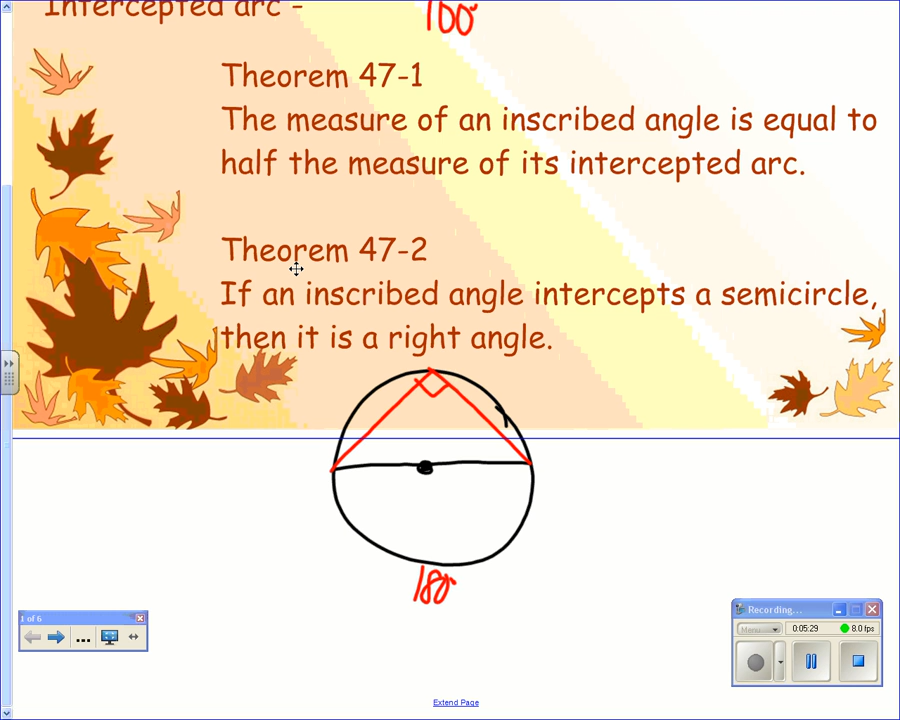 Intercepted arc -
100°
Theorem 47-1
The measure of an inscribed angle is equal to
half the measure of its intercepted arc.
Theorem 47-2
If an inscribed angle intercepts a semicircle,
then it is a right angle.
180°
1 of 6
Recording...
Menu
0:05:29
8.0 fps
Extend Page